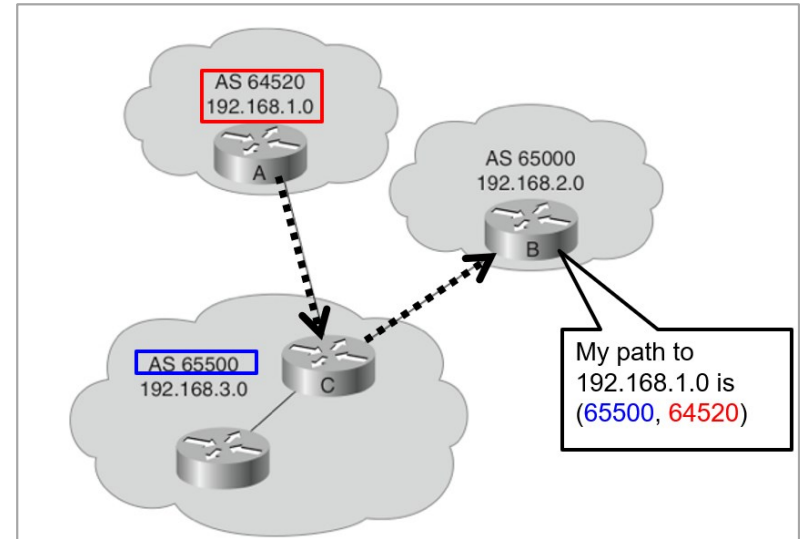 AS 64520
192.168.1.0
A
AS 65000
192.168.2.0
B
AS 65500
192.168.3.0
C
My path to
192.168.1.0 is
(65500, 64520)